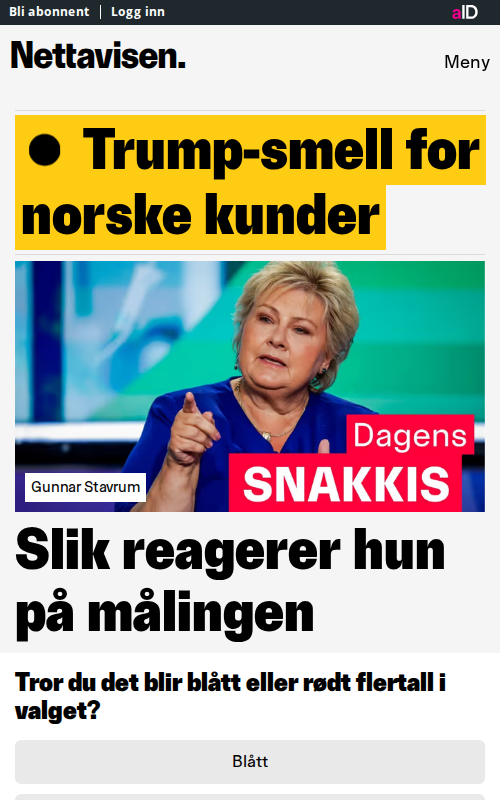 Bli abonnent | Logg inn
aID
Nettavisen.
Meny
● Trump-smell for
norske kunder
Dagens
SNAKKIS
Gunnar Stavrum
Slik reagerer hun
på målingen
Tror du det blir blått eller rødt flertall i
valget?
Blått